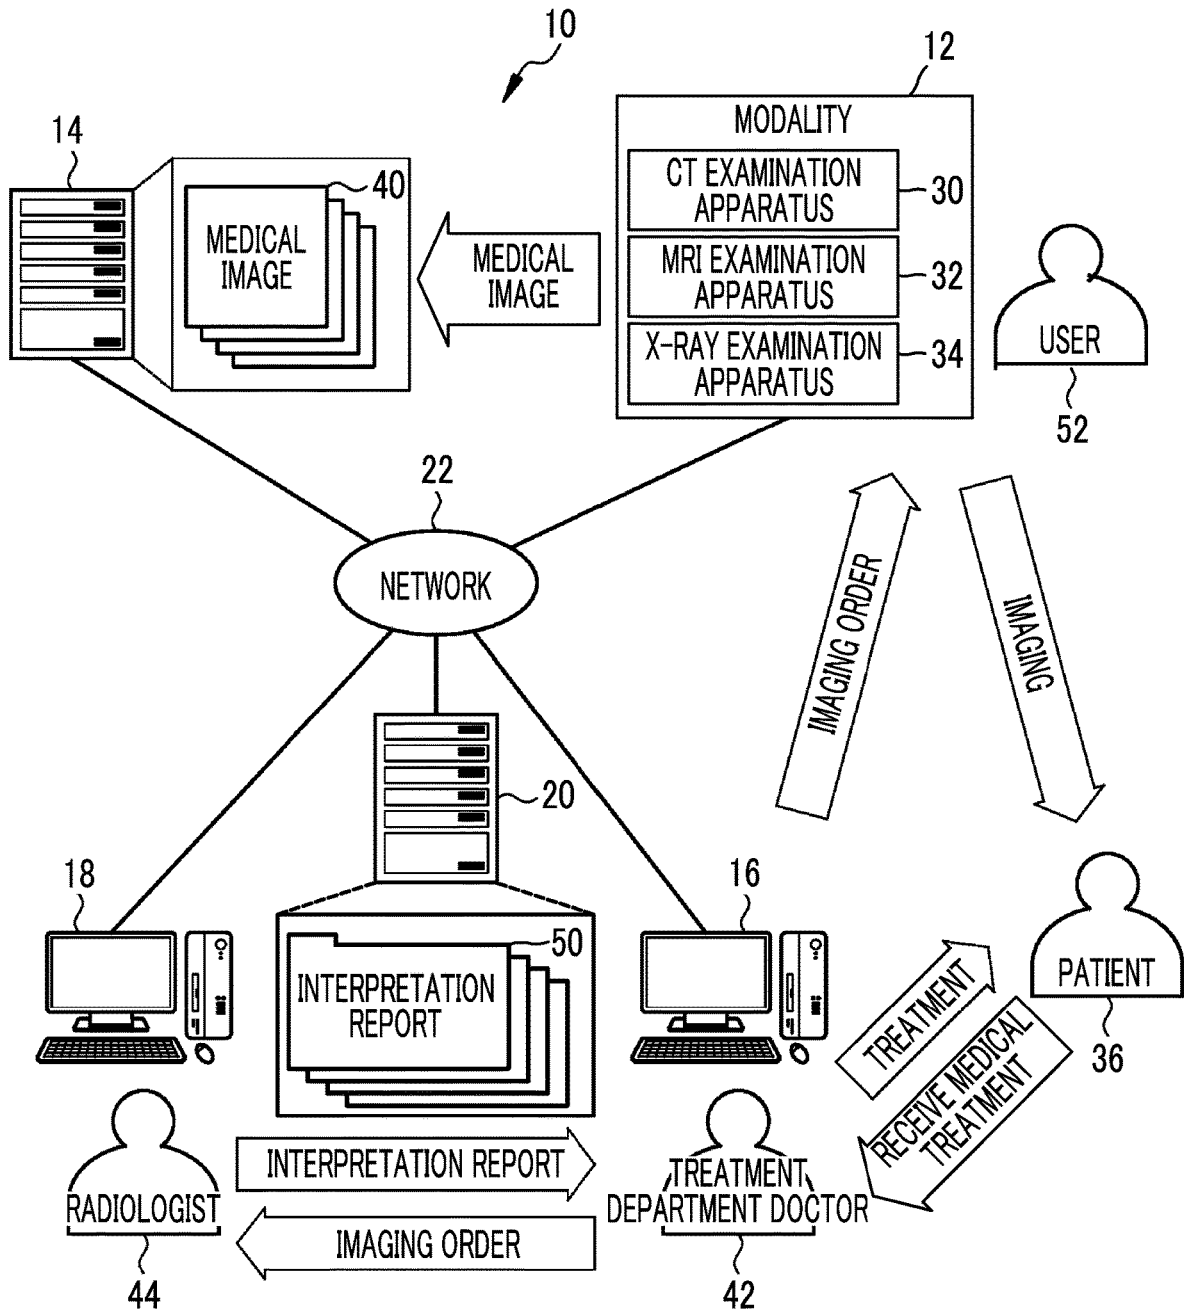 10
12
MODALITY
14
CT EXAMINATION
APPARATUS
30
40
MEDICAL
IMAGE
MEDICAL
IMAGE
MRI EXAMINATION
APPARATUS
32
X-RAY EXAMINATION
APPARATUS
34
USER
52
22
NETWORK
IMAGING ORDER
IMAGING
20
18
16
50
INTERPRETATION
REPORT
PATIENT
36
TREATMENT
RECEIVE MEDICAL
TREATMENT
INTERPRETATION REPORT
RADIOLOGIST
TREATMENT
DEPARTMENT DOCTOR
IMAGING ORDER
44
42